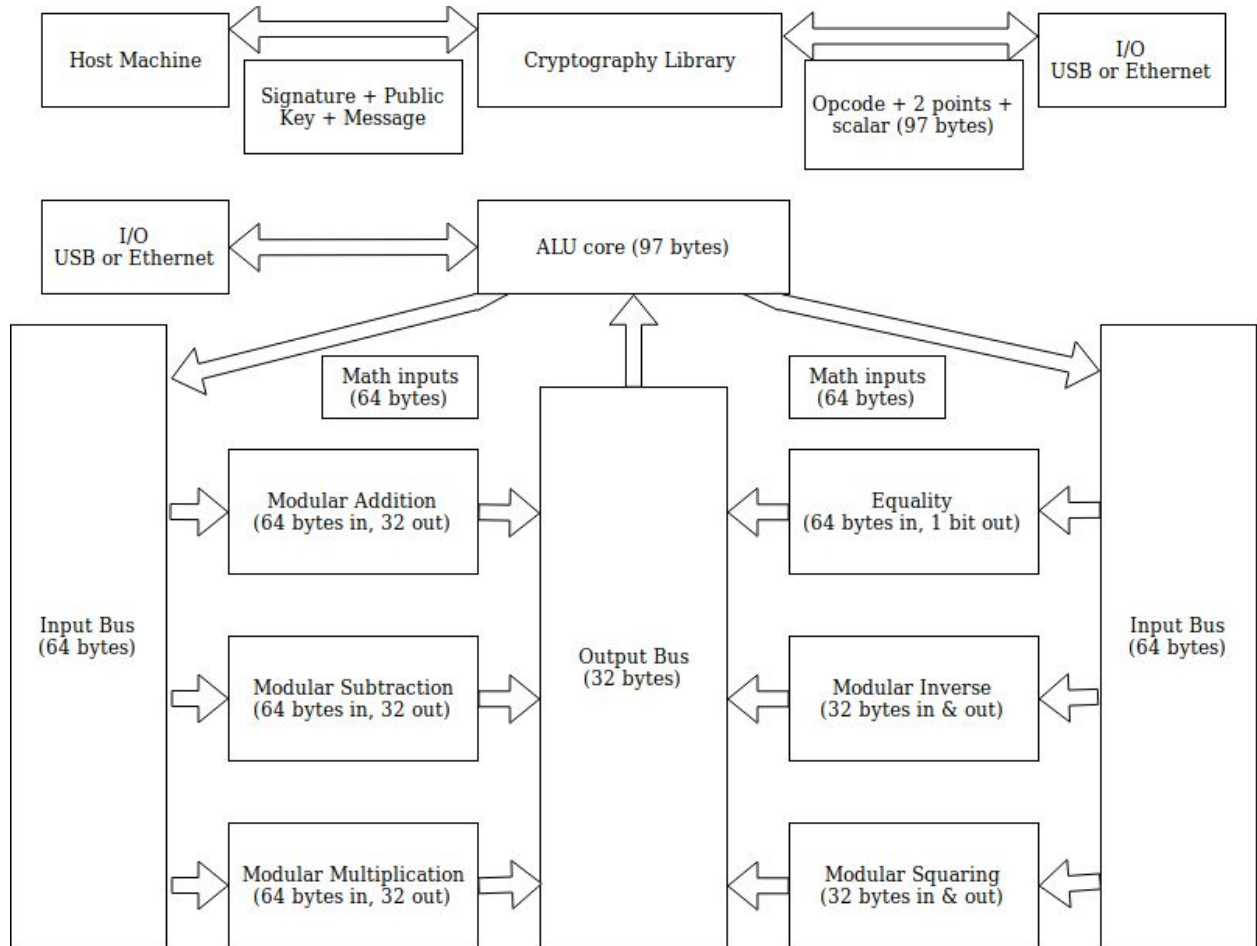 Host Machine
Cryptography Library
I/O
USB or Ethernet
Signature + Public
Key + Message
Opcode + 2 points +
scalar (97 bytes)
I/O
USB or Ethernet
ALU core (97 bytes)
Math inputs
(64 bytes)
Math inputs
(64 bytes)
Input Bus
(64 bytes)
Modular Addition
(64 bytes in, 32 out)
Modular Subtraction
(64 bytes in, 32 out)
Modular Multiplication
(64 bytes in, 32 out)
Output Bus
(32 bytes)
Equality
(64 bytes in, 1 bit out)
Modular Inverse
(32 bytes in & out)
Modular Squaring
(32 bytes in & out)
Input Bus
(64 bytes)